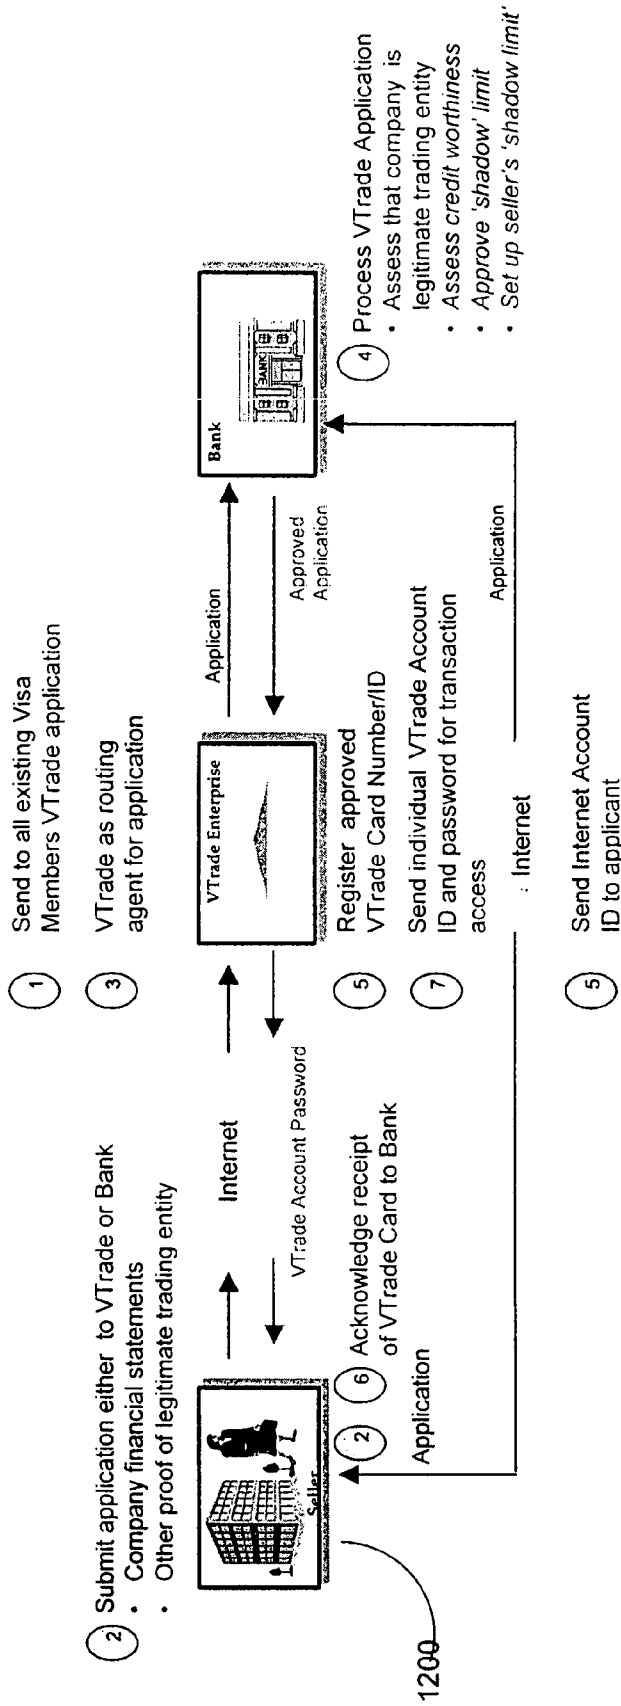 1 Send to all existing Visa
Members VTrade application
2 Submit application either to VTrade or Bank
• Company financial statements
• Other proof of legitimate trading entity
3 VTrade as routing
agent for application
Seller
Internet
VTrade Account Password
VTrade Enterprise
Application
Approved
Application
Bank
BANK
4 Process VTrade Application
• Assess that company is
legitimate trading entity
• Assess credit worthiness
• Approve 'shadow' limit
• Set up seller's 'shadow limit'
2 6 Acknowledge receipt
of VTrade Card to Bank
Application
5 Register approved
VTrade Card Number/ID
7 Send individual VTrade Account
ID and password for transaction
access
Internet
Application
5 Send Internet Account
ID to applicant
1200